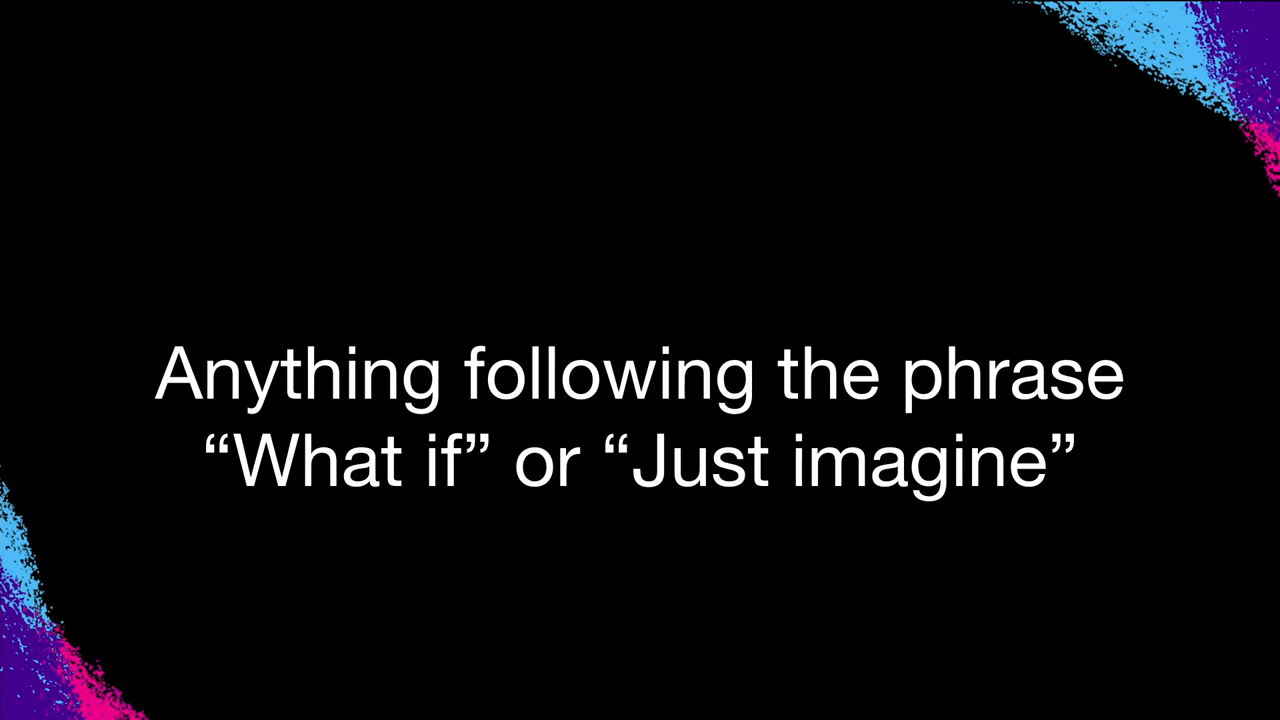 Anything following the phrase
“What if” or “Just imagine”